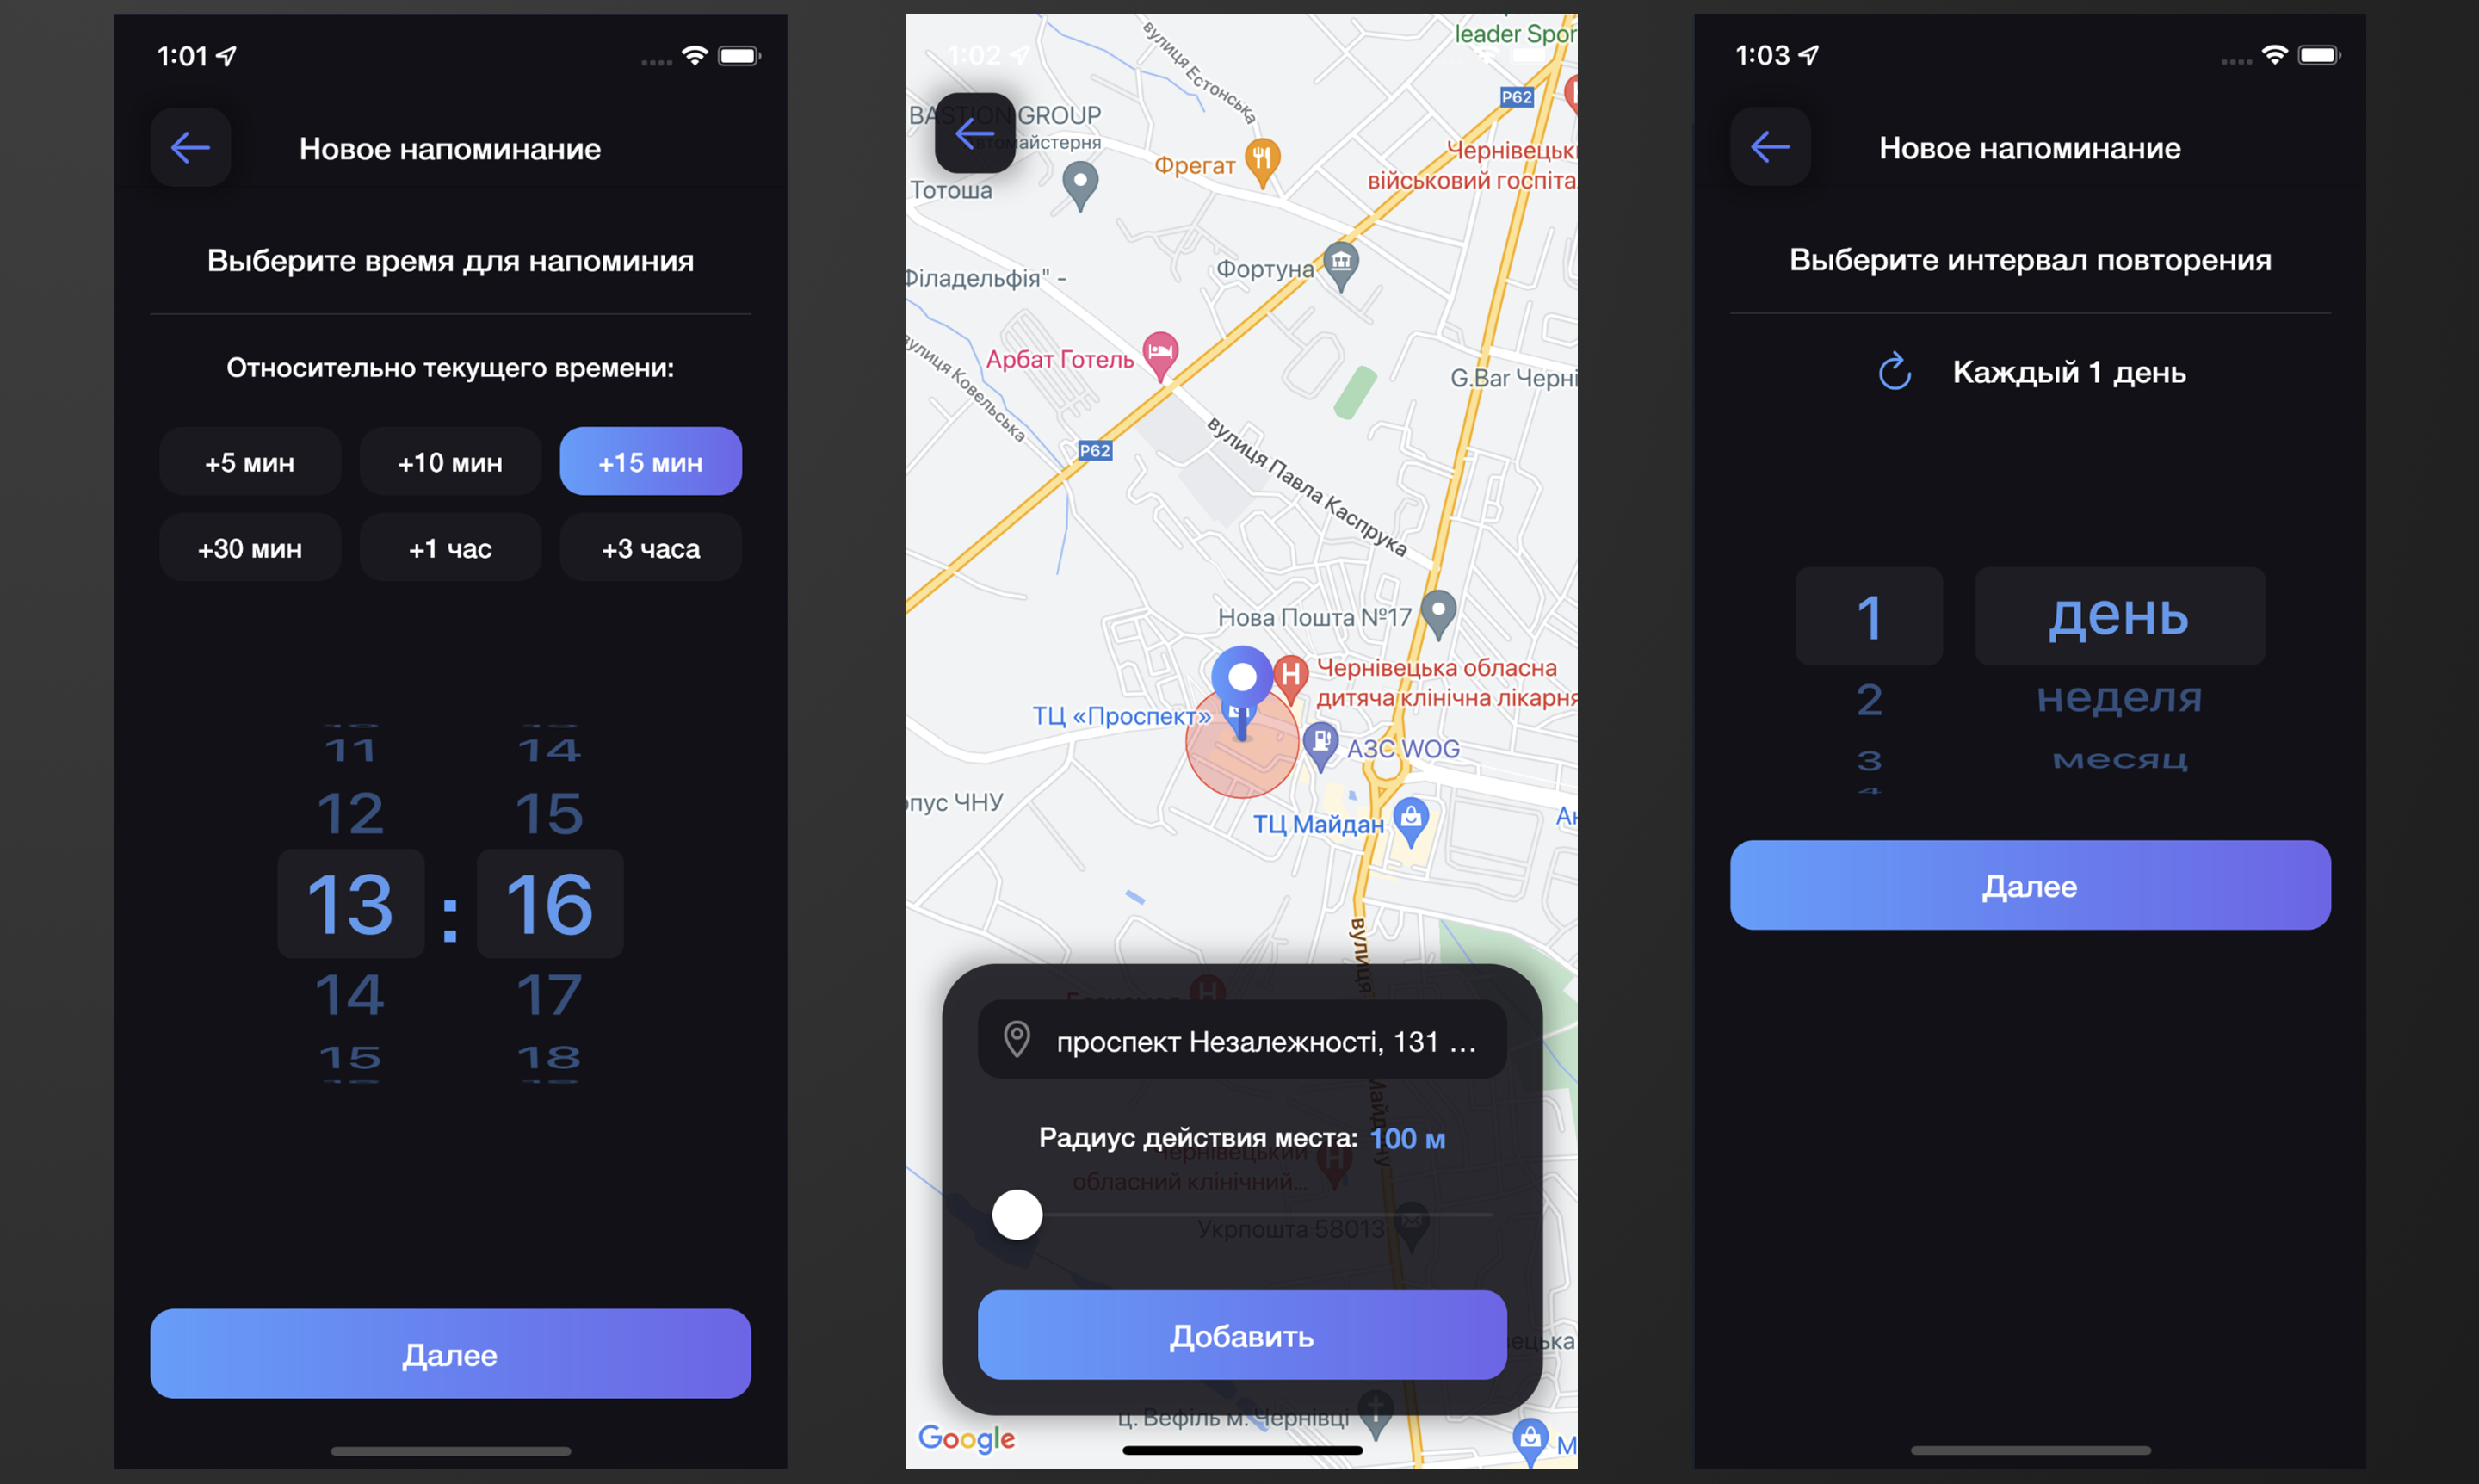 1:01
Новое напоминание
Выберите время для напоминия
Относительно текущего времени:
+5 мин
+10 мин
+15 мин
+30 мин
+1 час
+3 часа
11
14
12
15
13 : 16
14
17
15
18
Далее
1:02
leader Spor
вулиця Естонська
P62
BASTION GROUP
автомайстерня
Фрегат
Чернівецьк
військовий госпіта
Тотоша
Фортуна
Філадельфія" -
вулиця Ковельська
Арбат Готель
G.Bar Черні
P62
вулиця Павла Каспрука
Нова Пошта №17
Чернівецька обласна
дитяча клінічна лікарня
ТЦ «Проспект»
АЗС WOG
рпус ЧНУ
ТЦ Майдан
вулиця
Майдану
проспект Незалежності, 131 ...
Радиус действия места: 100 м
Чернівецький
обласний клінічний...
Укрпошта 58013
Добавить
ецька
ц. Вефіль м. Чернівці
Google
М
1:03
Новое напоминание
Выберите интервал повторения
Каждый 1 день
1
день
2
неделя
3
месяц
4
Далее